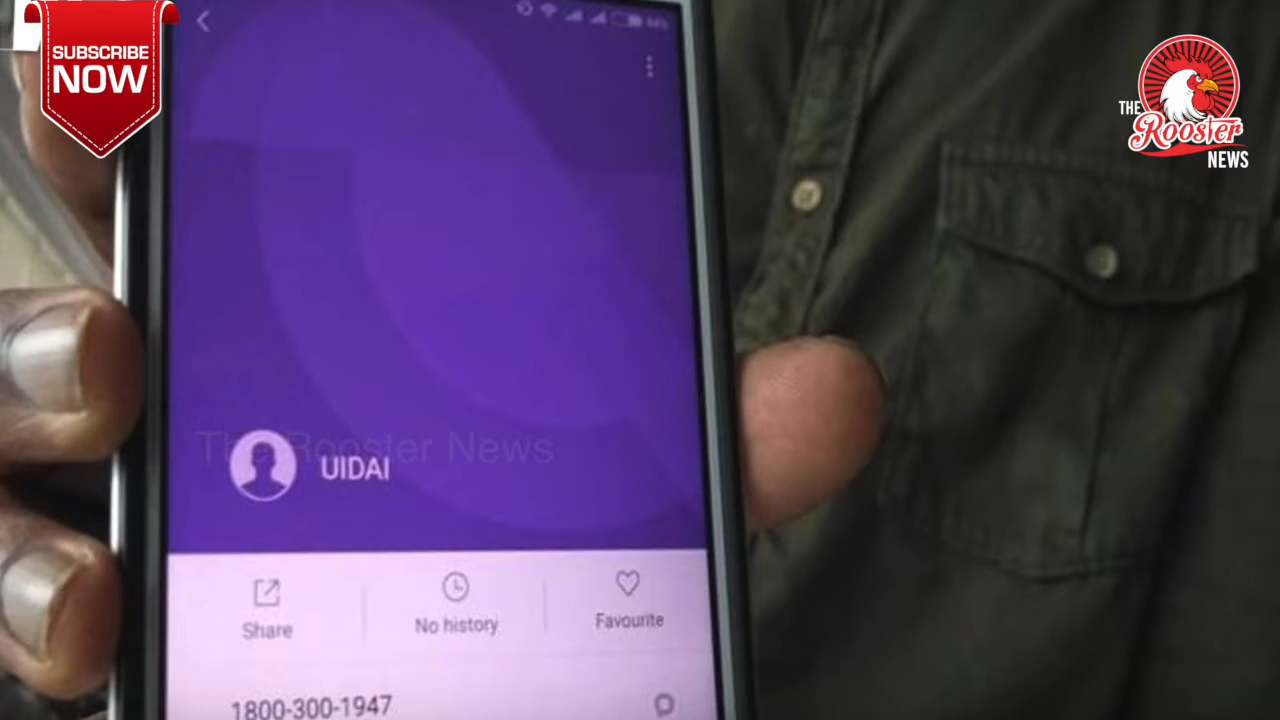 SUBSCRIBE
NOW
THE
Rooster
NEWS
The Rooster News
UIDAI
Share
No history
Favourite
1800-300-1947